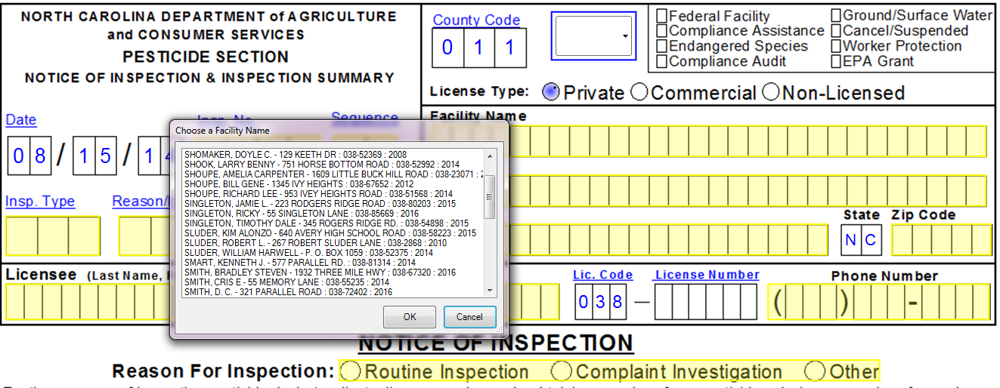 NORTH CAROLINA DEPARTMENT of AGRICULTURE
and CONSUMER SERVICES
PESTICIDE SECTION
NOTICE OF INSPECTION & INSPECTION SUMMARY
County Code
0 1 1
Federal Facility
Compliance Assistance
Endangered Species
Compliance Audit
Ground/Surface Water
Cancel/Suspended
Worker Protection
EPA Grant
License Type: Private Commercial Non-Licensed
Date
Insp. No.
Sequence
Facility Name
0 8 / 1 5 / 1 4
Insp. Type
Reason/
State
Zip Code
N C
Choose a Facility Name
SHOMAKER, DOYLE C. - 129 KEETH DR : 038-52369 : 2008
SHOOK, LARRY BENNY - 751 HORSE BOTTOM ROAD : 038-52992 : 2014
SHOUPE, AMELIA CARPENTER - 1609 LITTLE BUCK HILL ROAD : 038-23071 : 2
SHOUPE, BILL GENE - 1345 IVY HEIGHTS : 038-67652 : 2012
SHOUPE, RICHARD LEE - 953 IVEY HEIGHTS ROAD : 038-51568 : 2014
SINGLETON, JAMIE L. - 223 RODGERS RIDGE ROAD : 038-80203 : 2015
SINGLETON, RICKY - 55 SINGLETON LANE : 038-85669 : 2016
SINGLETON, TIMOTHY DALE - 345 ROGERS RIDGE RD. : 038-54898 : 2015
SLUDER, KIM ALONZO - 640 AVERY HIGH SCHOOL ROAD : 038-58223 : 2015
SLUDER, ROBERT L. - 267 ROBERT SLUDER LANE : 038-2868 : 2010
SLUDER, WILLIAM HARWELL - P. O. BOX 1059 : 038-52375 : 2014
SMART, KENNETH J. - 577 PARALLEL RD. : 038-81314 : 2014
SMITH, BRADLEY STEVEN - 1932 THREE MILE HWY : 038-67320 : 2016
SMITH, CRIS E - 55 MEMORY LANE : 038-55235 : 2014
SMITH, D. C. - 321 PARALLEL ROAD : 038-72402 : 2016
OK
Cancel
Licensee (Last Name,
Lic. Code
License Number
Phone Number
0 3 8 —
( ) -
NOTICE OF INSPECTION
Reason For Inspection: Routine Inspection Complaint Investigation Other